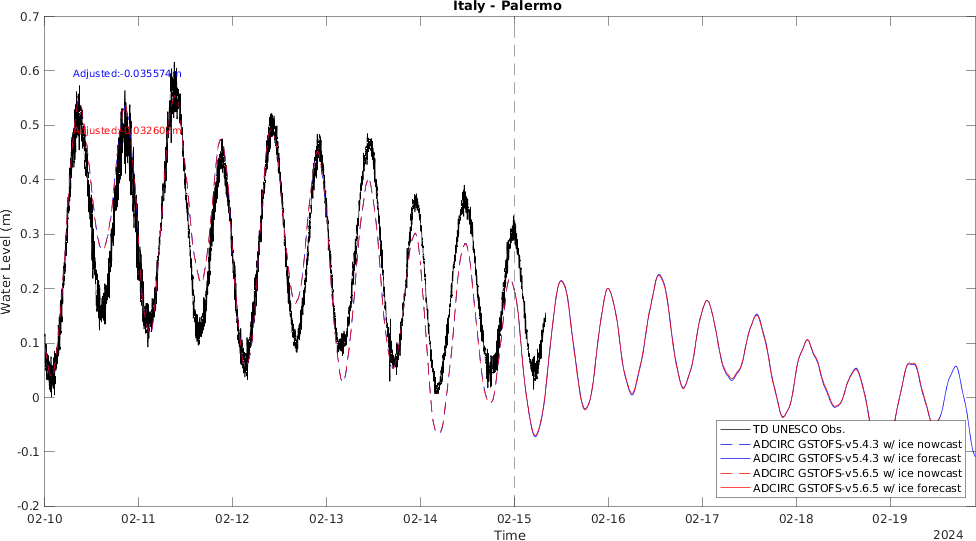 Italy - Palermo
0.7
0.6
0.5
0.4
0.3
0.2
0.1
0
-0.1
-0.2
Water Level (m)
Adjusted:-0.035574m
TD UNESCO Obs.
ADCIRC GSTOFS-v5.4.3 w/ ice nowcast
ADCIRC GSTOFS-v5.4.3 w/ ice forecast
ADCIRC GSTOFS-v5.6.5 w/ ice nowcast
ADCIRC GSTOFS-v5.6.5 w/ ice forecast
02-10 02-11 02-12 02-13 02-14 02-15 02-16 02-17 02-18 02-19
Time
2024